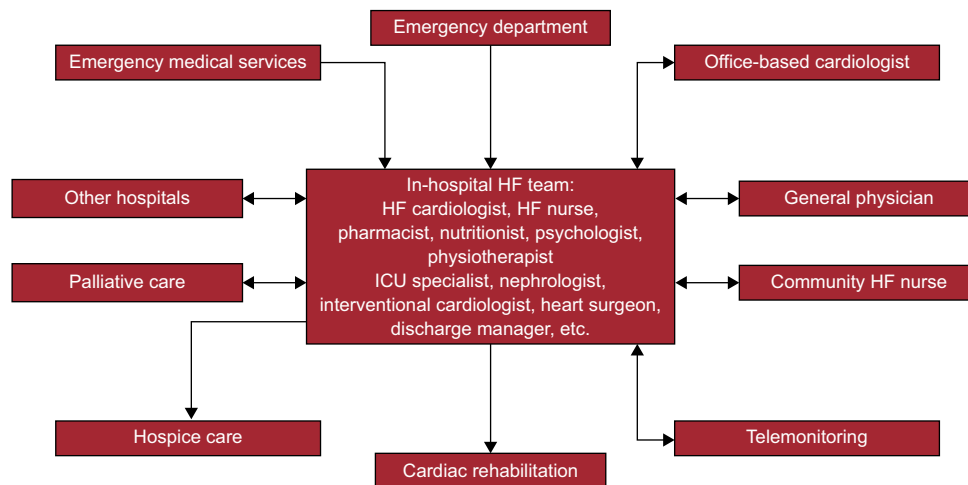 Emergency department
Emergency medical services
Office-based cardiologist
Other hospitals
In-hospital HF team:
HF cardiologist, HF nurse,
pharmacist, nutritionist, psychologist,
physiotherapist
ICU specialist, nephrologist,
interventional cardiologist, heart surgeon,
discharge manager, etc.
General physician
Palliative care
Community HF nurse
Hospice care
Telemonitoring
Cardiac rehabilitation